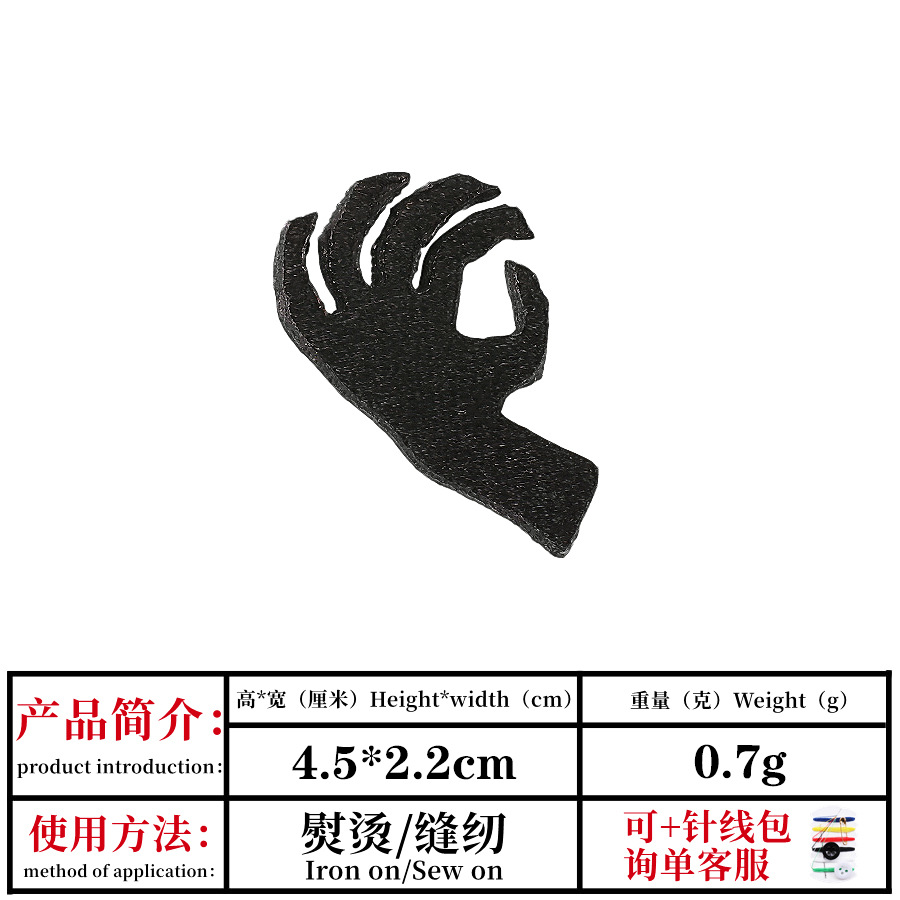 产品简介：
product introduction：
高*宽（厘米）Height*width（cm）
重量（克）Weight（g）
4.5*2.2cm
0.7g
使用方法：
method of application：
熨烫/缝纫
Iron on/Sew on
可+针线包
询单客服